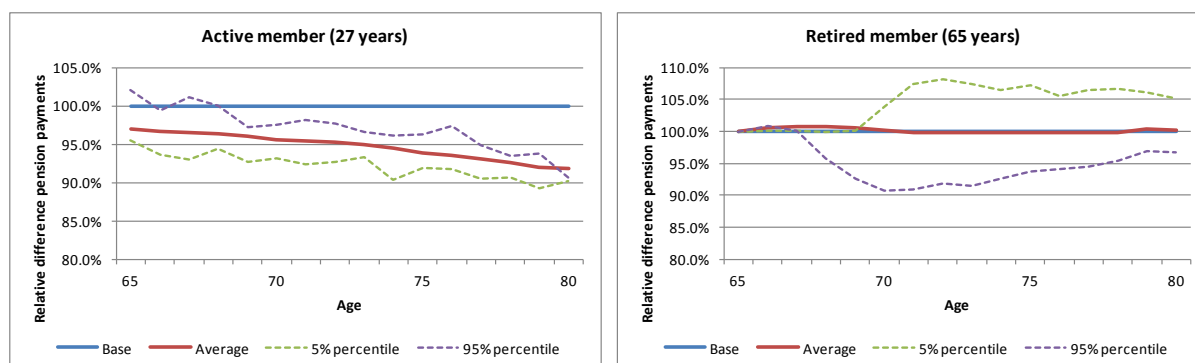 Active member (27 years)
Relative difference pension payments
105.0%
100.0%
95.0%
90.0%
85.0%
80.0%
65 70 75 80
Age
Base Average 5% percentile 95% percentile
Retired member (65 years)
Relative difference pension payments
110.0%
105.0%
100.0%
95.0%
90.0%
85.0%
80.0%
65 70 75 80
Age
Base Average 5% percentile 95% percentile